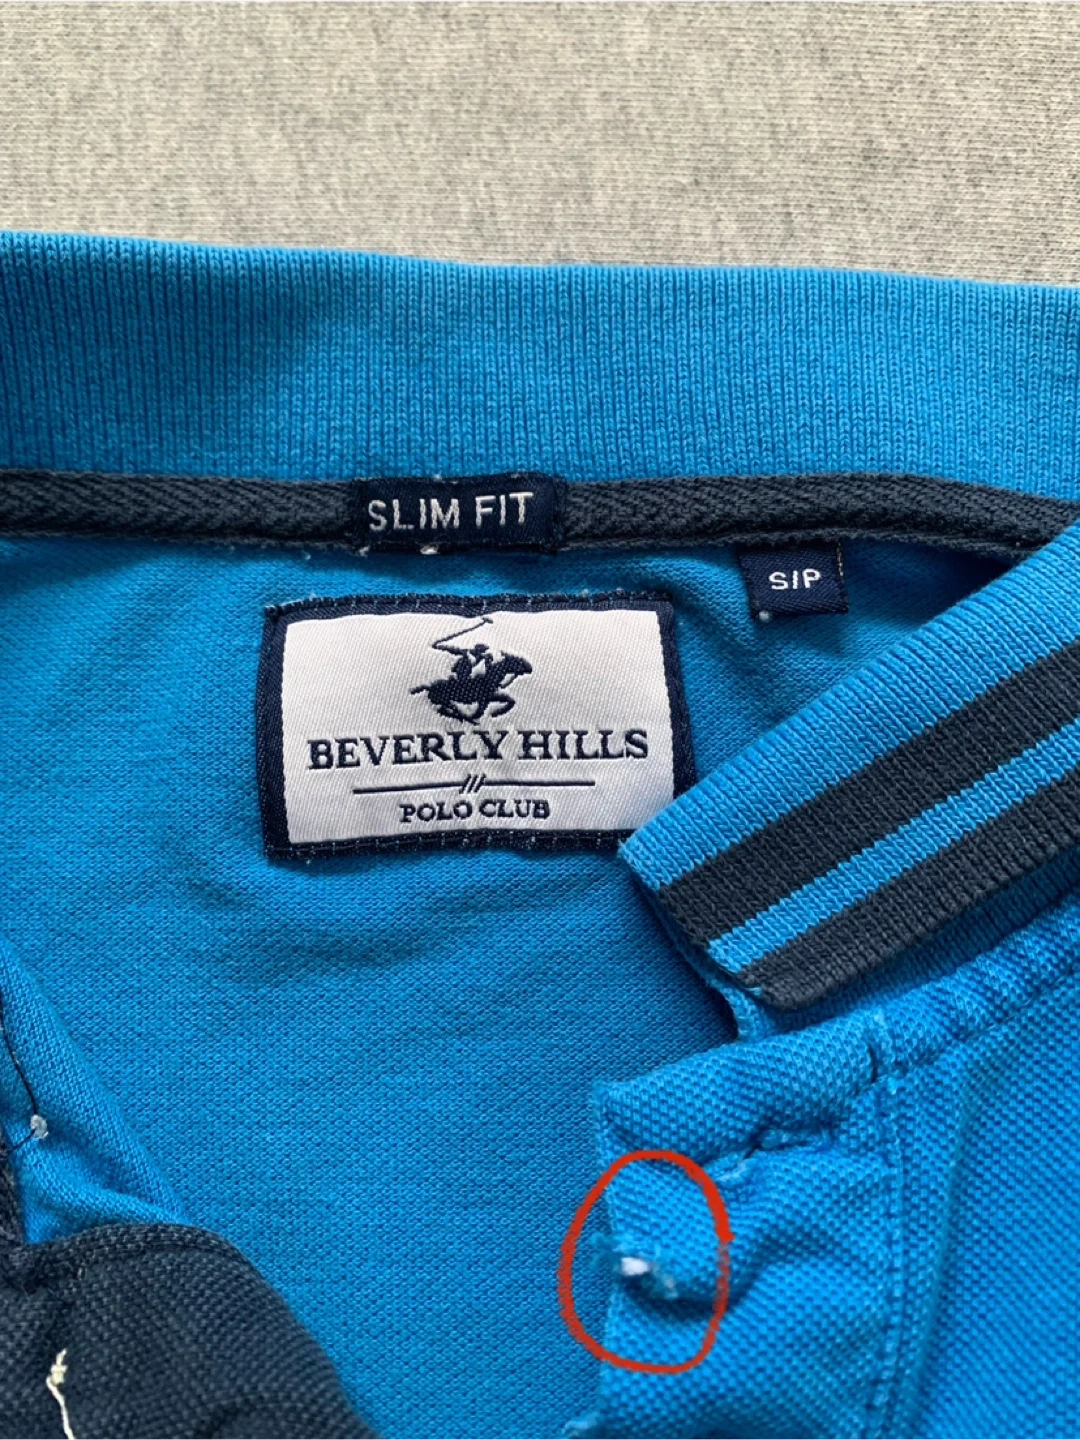 SLIM FIT
S/P
BEVERLY HILLS
POLO CLUB